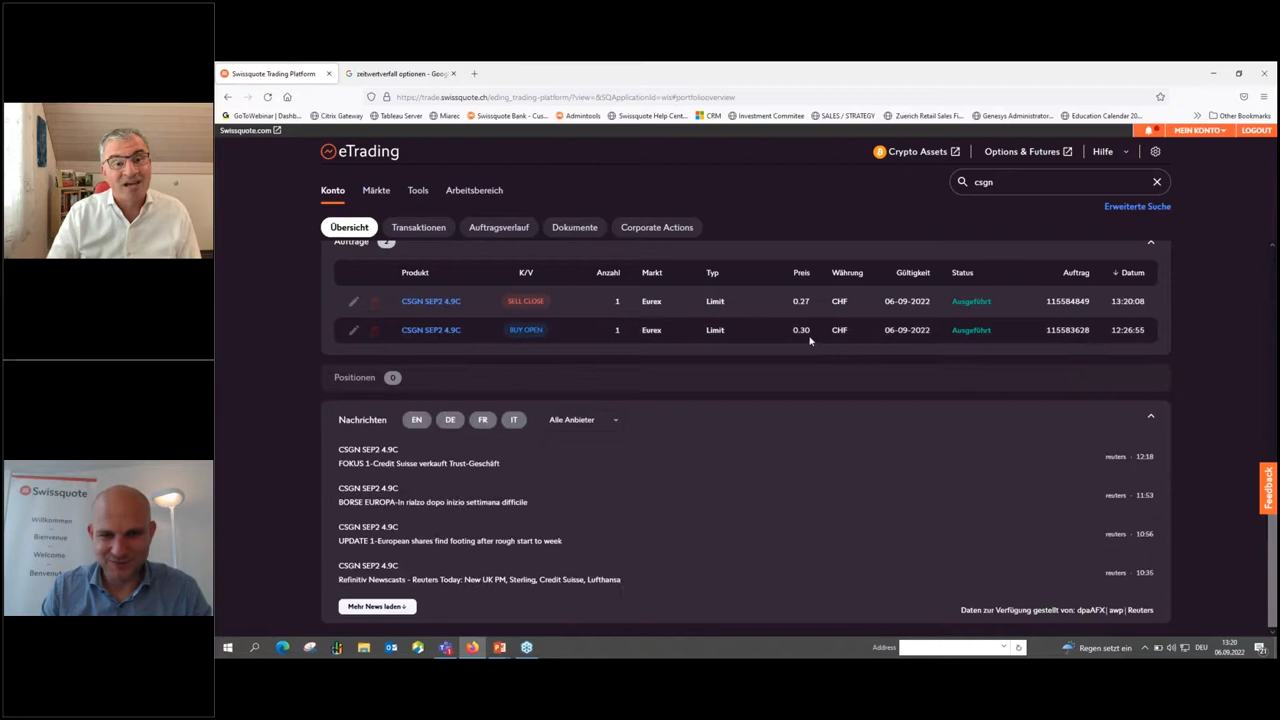 Swissquote Trading Platform
zeitwertverfall optionen - Goog
https://trade.swissquote.ch/eding_trading-platform/?view=&SQApplicationId=wis#portfoliooverview
GoToWebinar | Dashb...
Citrix Gateway
Tableau Server
Miarec
Swissquote Bank - Cus...
Admintools
Swissquote Help Cent...
CRM
Investment Commitee
SALES / STRATEGY
Zuerich Retail Sales Fi...
Genesys Administrator...
Education Calendar 20...
Other Bookmarks
Swissquote.com
MEIN KONTO
LOGOUT
eTrading
Crypto Assets
Options & Futures
Hilfe
Konto Märkte Tools Arbeitsbereich
csgn
Erweiterte Suche
Übersicht Transaktionen Auftragsverlauf Dokumente Corporate Actions
Aufträge 2
Produkt K/V Anzahl Markt Typ Preis Währung Gültigkeit Status Auftrag Datum
CSGN SEP2 4.9C SELL CLOSE 1 Eurex Limit 0.27 CHF 06-09-2022 Ausgeführt 115584849 13:20:08
CSGN SEP2 4.9C BUY OPEN 1 Eurex Limit 0.30 CHF 06-09-2022 Ausgeführt 115583628 12:26:55
Positionen 0
Nachrichten EN DE FR IT Alle Anbieter
CSGN SEP2 4.9C
FOKUS 1-Credit Suisse verkauft Trust-Geschäft
reuters - 12:18
CSGN SEP2 4.9C
BORSE EUROPA-In rialzo dopo inizio settimana difficile
reuters - 11:53
CSGN SEP2 4.9C
UPDATE 1-European shares find footing after rough start to week
reuters - 10:56
CSGN SEP2 4.9C
Refinitiv Newscasts - Reuters Today: New UK PM, Sterling, Credit Suisse, Lufthansa
reuters - 10:35
Mehr News laden
Daten zur Verfügung gestellt von: dpaAFX | awp | Reuters
Feedback
Address
Regen setzt ein
DEU
13:20
06.09.2022
21
Swissquote
Willkommen
Bienvenue
Welcome